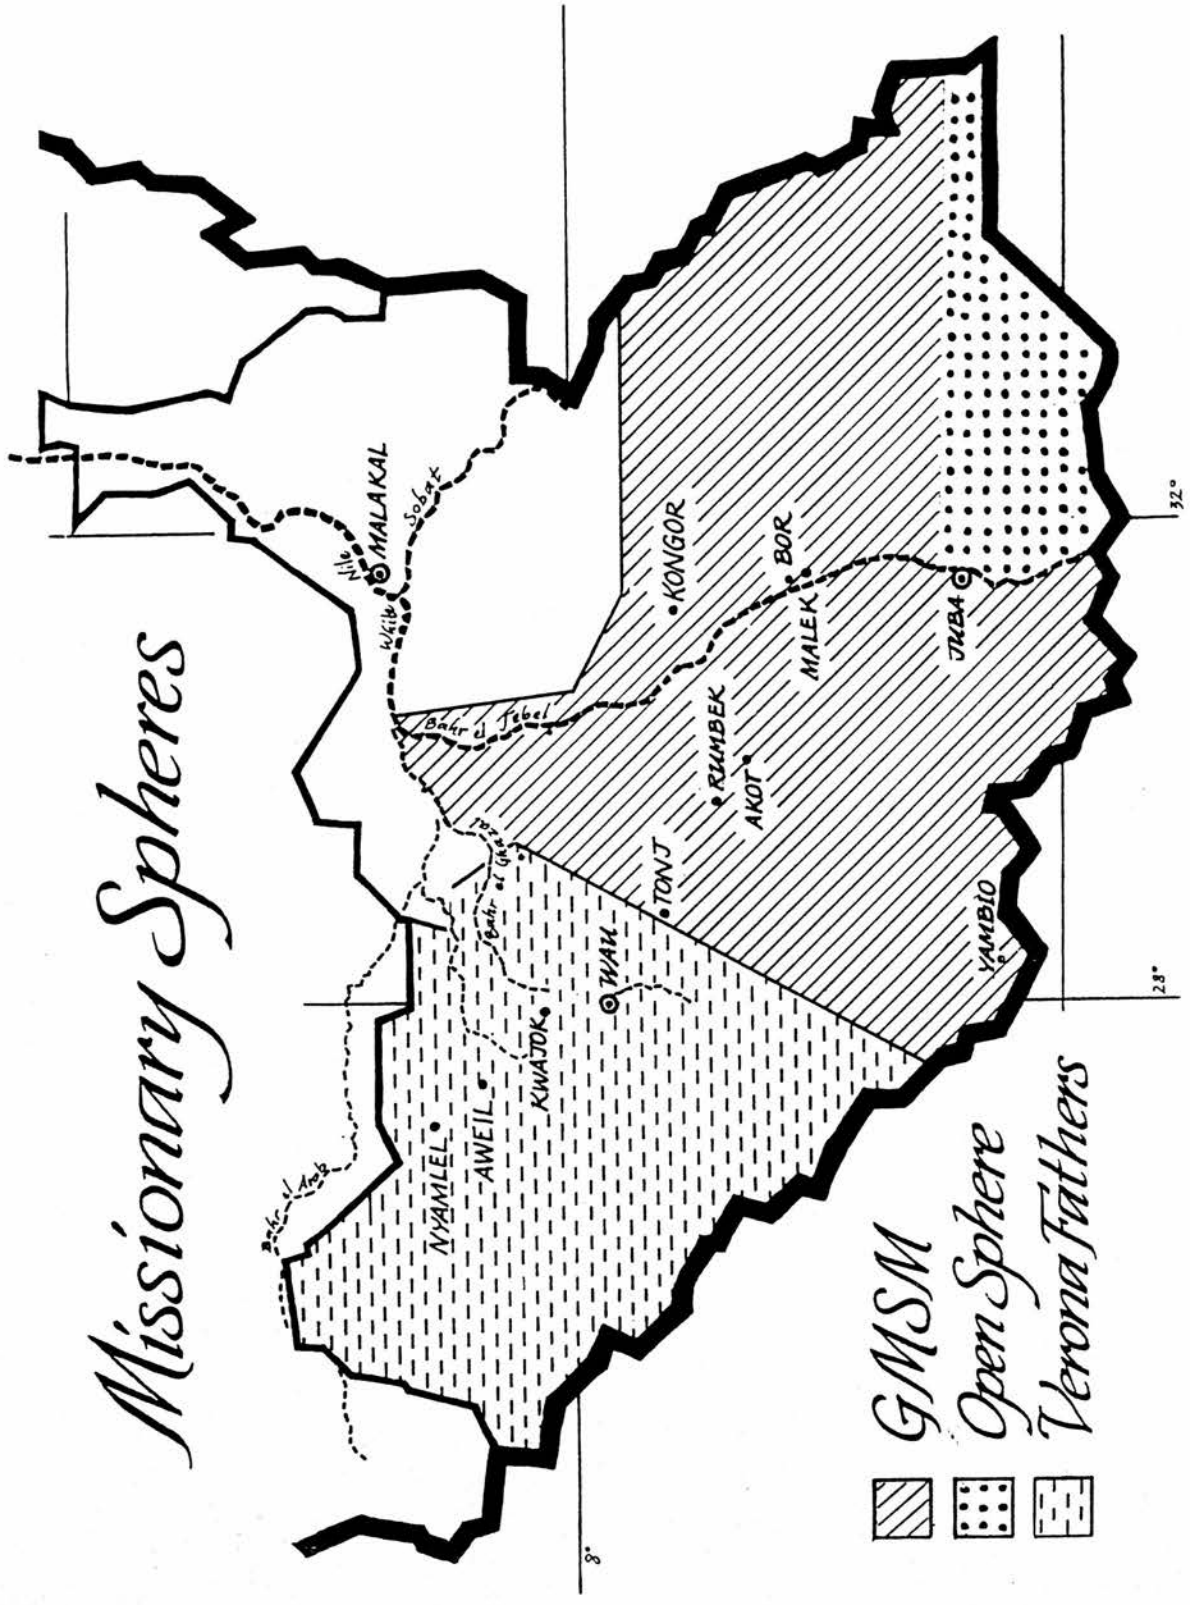 Missionary Spheres
Bahr el Arab
White Nile
MALAKAL
Sobat
NYAMLEL
AWEIL
Bahr el Ghazal
Bahr el Jebel
KWAJOK
8°
WAU
TONJ
RUMBEK
AKOT
KONGOR
BOR
MALEK
YAMBIO
JUBA
28°
32°
GMSM
Open Sphere
Verona Fathers